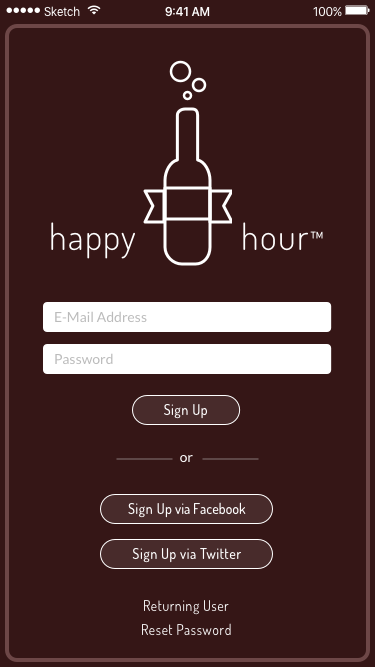 Sketch 9:41 AM 100%
happy hour™
E-Mail Address
Password
Sign Up
or
Sign Up via Facebook
Sign Up via Twitter
Returning User
Reset Password